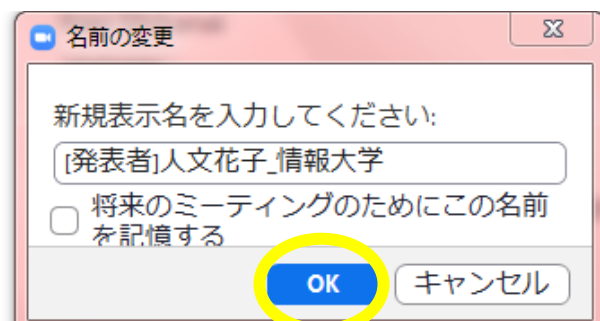 名前の変更
新規表示名を入力してください:
[発表者]人文花子_情報大学
将来のミーティングのためにこの名前
を記憶する
OK
キャンセル